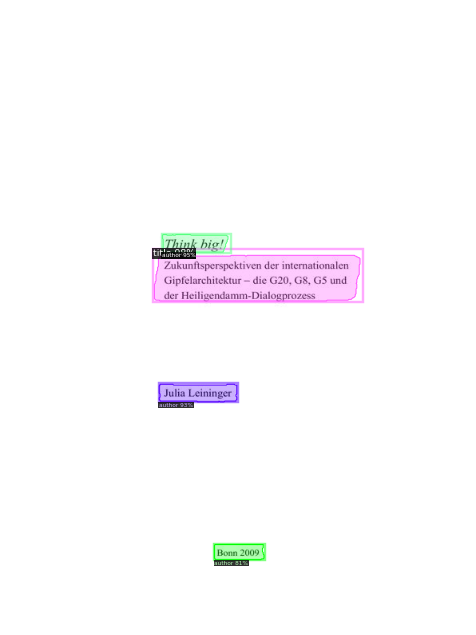 Think big!
title 98%
author 95%
Zukunftsperspektiven der internationalen
Gipfelarchitektur – die G20, G8, G5 und
der Heiligendamm-Dialogprozess
Julia Leininger
author 93%
Bonn 2009
author 81%